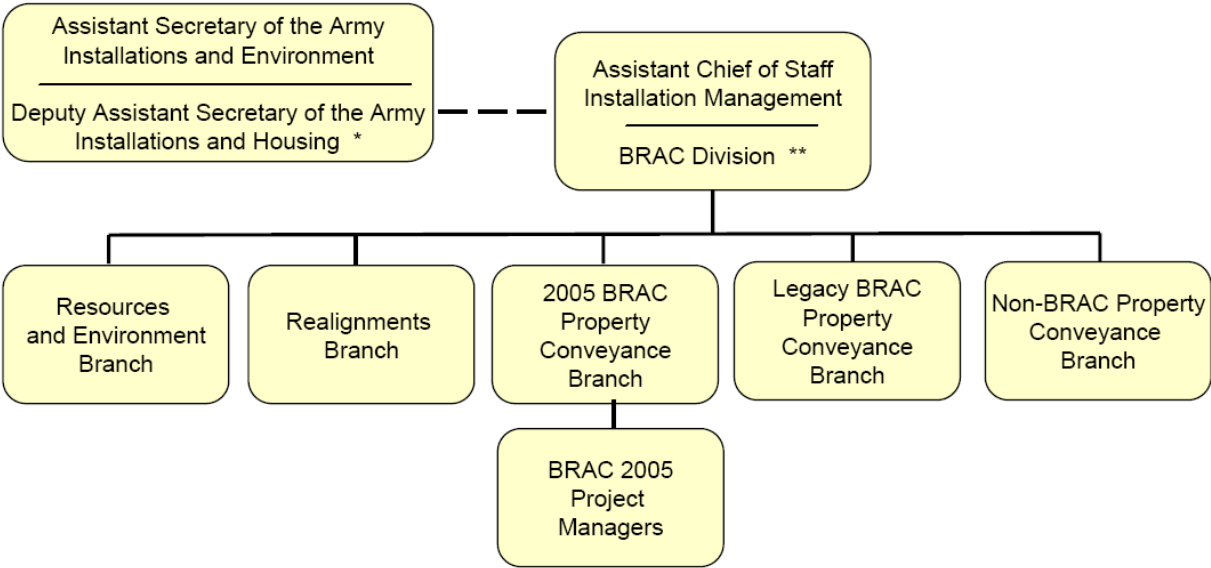 Assistant Secretary of the Army
Installations and Environment
Deputy Assistant Secretary of the Army
Installations and Housing *
Assistant Chief of Staff
Installation Management
BRAC Division **
Resources
and Environment
Branch
Realignments
Branch
2005 BRAC
Property
Conveyance
Branch
Legacy BRAC
Property
Conveyance
Branch
Non-BRAC Property
Conveyance
Branch
BRAC 2005
Project
Managers